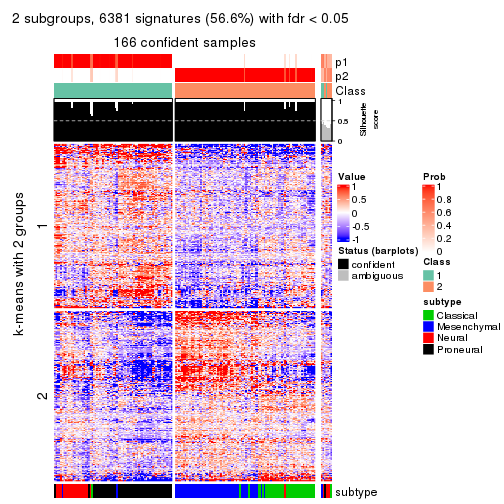 2 subgroups, 6381 signatures (56.6%) with fdr < 0.05
166 confident samples
p1
p2
Class
1
0.5
0
Silhouette
score
k-means with 2 groups
1
2
subtype
Value
1
0.5
0
-0.5
-1
Status (barplots)
confident
ambiguous
Prob
1
0.8
0.6
0.4
0.2
0
Class
1
2
subtype
Classical
Mesenchymal
Neural
Proneural